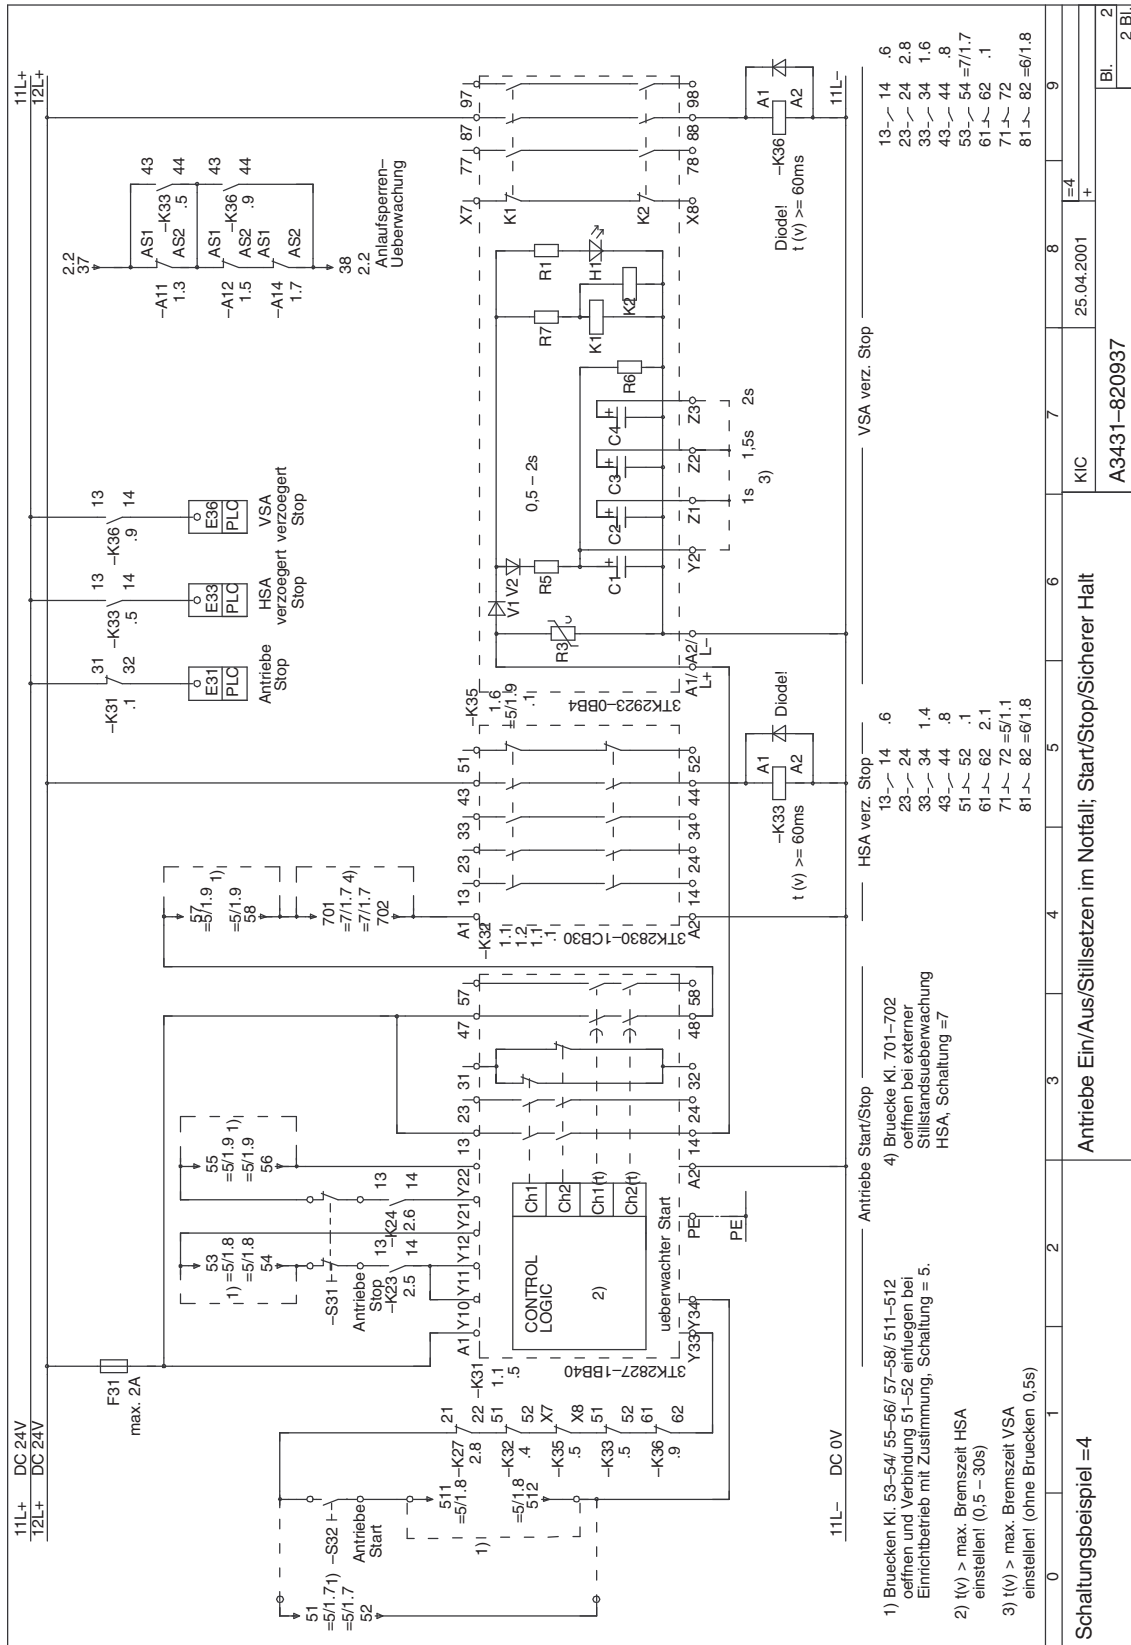 11L+ DC 24V
12L+ DC 24V
11L+
12L+
F31
max. 2A
51
=5/1.71)
=5/1.7
52
–S32
Antriebe
Start
1)
511
=5/1.8
=5/1.8
512
–K27
2.8
21
22
–K32
.4
51
52
–K35
.5
X7
X8
–K33
.5
51
52
–K36
.9
61
62
53
1) =5/1.8
=5/1.8
54
–S31
Antriebe
Stop
–K23
2.5
13
14
55
=5/1.9 1)
=5/1.9
56
–K24
2.6
13
14
–K31
1.1
.5
A1 Y10 Y11 Y12 Y21 Y22 13 23 31 47 57
CONTROL
LOGIC
2)
Ch1
Ch2
Ch1(t)
Ch2(t)
ueberwachter Start
3TK2827–1BB40
Y33 Y34 PE A2 14 24 32 48 58
PE
57
=5/1.9 1)
=5/1.9
58
701
=7/1.7 4)
=7/1.7
702
–K32
1.1
1.2
1.1
.1
A1 13 23 33 43 51
3TK2830–1CB30
A2 14 24 34 44 52
–K33
A1
A2
Diode!
t (v) >= 60ms
–K31
.1
31
32
E31
PLC
Antriebe
Stop
–K33
.5
13
14
E33
PLC
HSA
verzoegert
Stop
–K36
.9
13
14
E36
PLC
VSA
verzoegert
Stop
2.2
37
–A11
1.3
AS1
AS2
–K33
.5
43
44
–A12
1.5
AS1
AS2
–K36
.9
43
44
–A14
1.7
AS1
AS2
38
2.2
Anlaufsperren–
Ueberwachung
–K35
1.6
=5/1.9
.1
3TK2923–0BB4
V1 V2
R3
R5
0,5 – 2s
C1 C2 C3 C4
R6
R7
R1
K1
K2
H1
X7 77 87 97
K1
K2
A1/
L+
A2/
L–
Y2 Z1 Z2 Z3
1s 1,5s 2s
3)
X8 78 88 98
–K36
A1
A2
Diode!
t (v) >= 60ms
11L– DC 0V
11L–
Antriebe Start/Stop
HSA verz. Stop
VSA verz. Stop
1) Bruecken Kl. 53–54/ 55–56/ 57–58/ 511–512
oeffnen und Verbindung 51–52 einfuegen bei
Einrichtbetrieb mit Zustimmung, Schaltung = 5.
2) t(v) > max. Bremszeit HSA
einstellen! (0,5 – 30s)
3) t(v) > max. Bremszeit VSA
einstellen! (ohne Bruecken 0,5s)
4) Bruecke Kl. 701–702
oeffnen bei externer
Stillstandsueberwachung
HSA, Schaltung =7
13- 14 .6
23- 24
33- 34 1.4
43- 44 .8
51 52 .1
61 62 2.1
71 72 =5/1.1
81 82 =6/1.8
13- 14 .6
23- 24 2.8
33- 34 1.6
43- 44 .8
53- 54 =7/1.7
61 62 .1
71 72
81 82 =6/1.8
0 1 2 3 4 5 6 7 8 9
Schaltungsbeispiel =4
Antriebe Ein/Aus/Stillsetzen im Notfall; Start/Stop/Sicherer Halt
KIC
25.04.2001
=4
+
A3431–820937
Bl. 2
2 Bl.